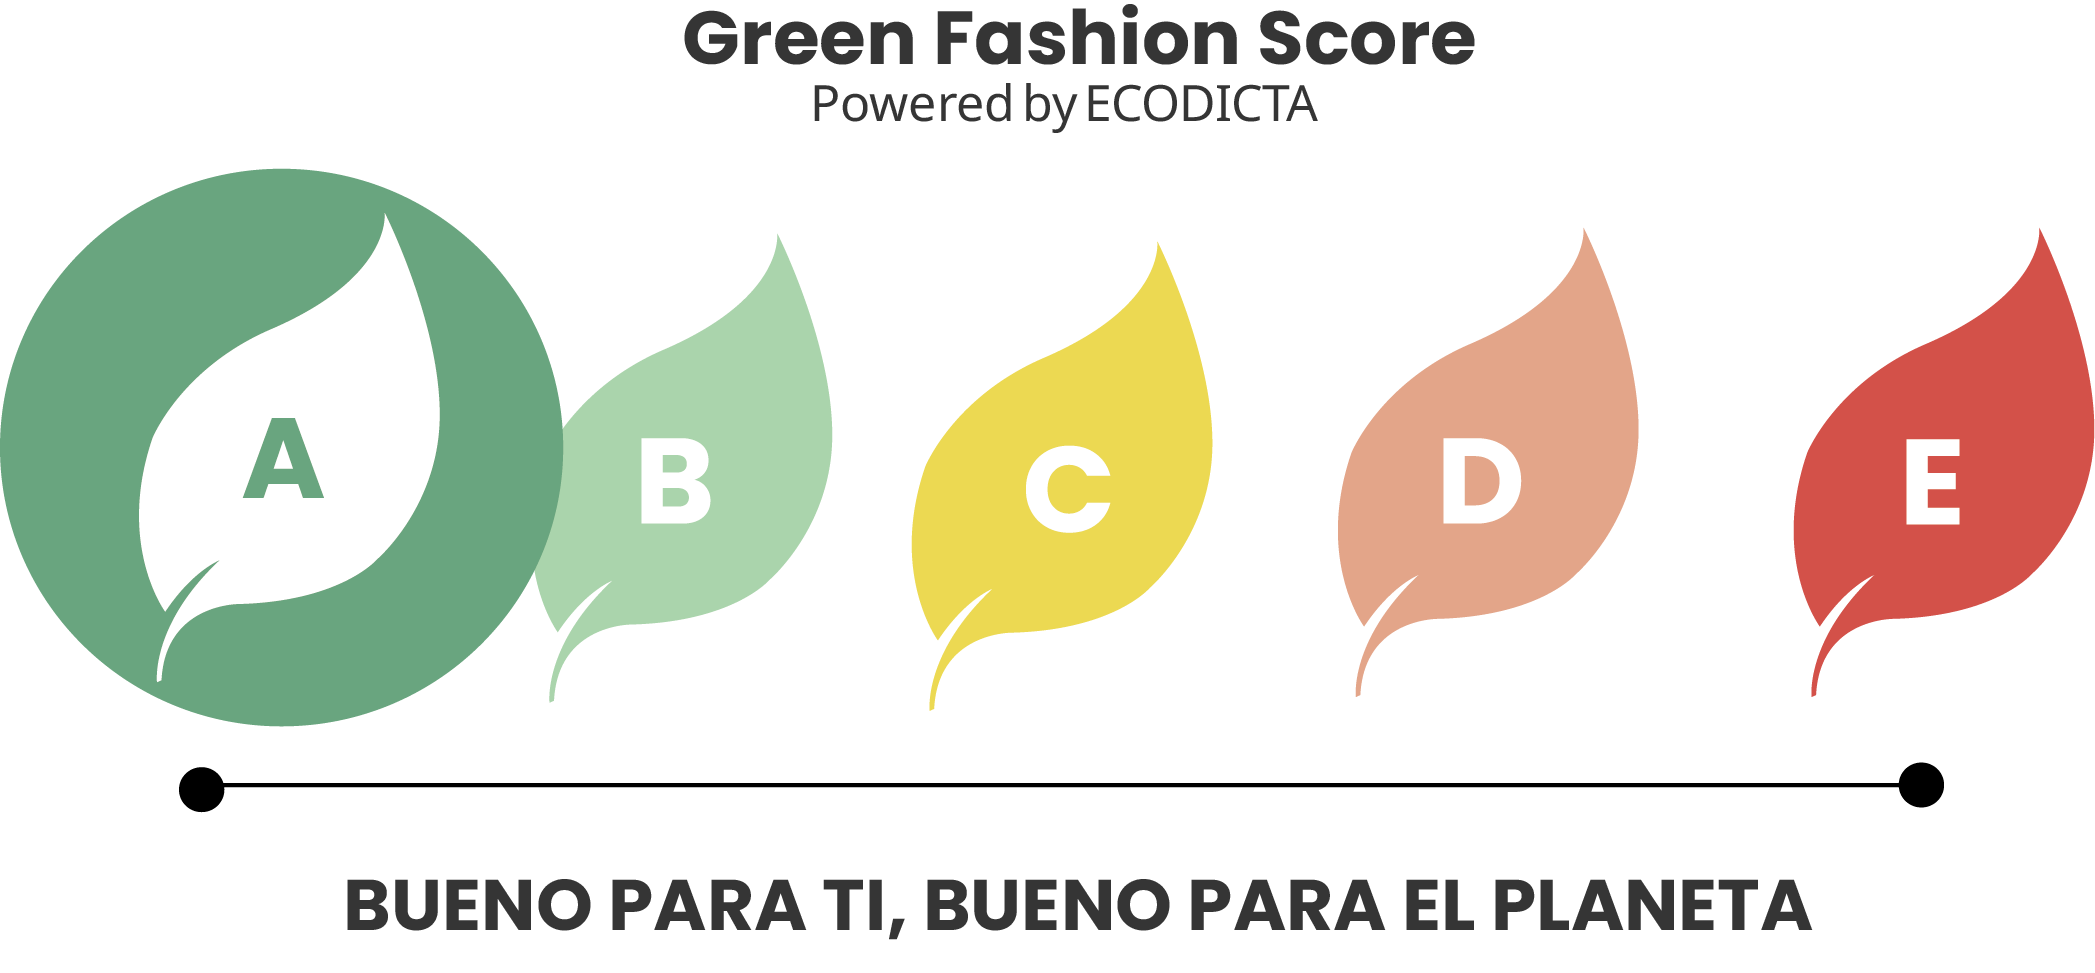 Green Fashion Score
Powered by ECODICTA
A B C D E
BUENO PARA TI, BUENO PARA EL PLANETA